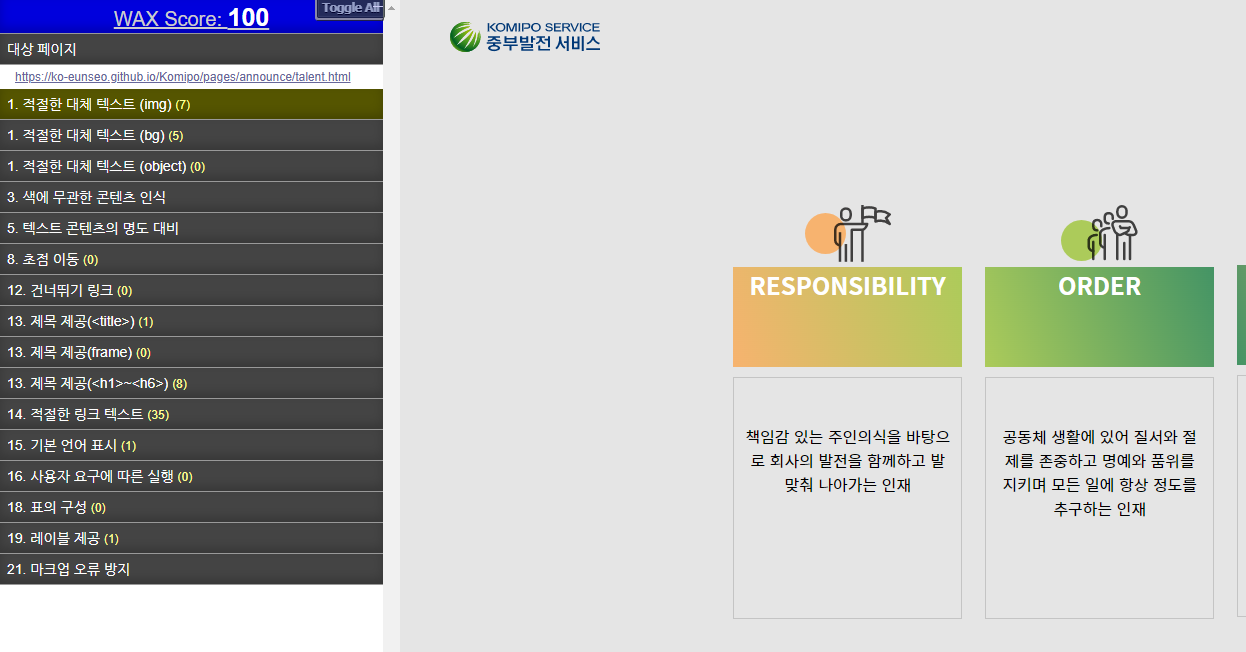 WAX Score: 100
Toggle All
대상 페이지
https://ko-eunseo.github.io/Komipo/pages/announce/talent.html
1. 적절한 대체 텍스트 (img) (7)
1. 적절한 대체 텍스트 (bg) (5)
1. 적절한 대체 텍스트 (object) (0)
3. 색에 무관한 콘텐츠 인식
5. 텍스트 콘텐츠의 명도 대비
8. 초점 이동 (0)
12. 건너뛰기 링크 (0)
13. 제목 제공(<title>) (1)
13. 제목 제공(frame) (0)
13. 제목 제공(<h1>~<h6>) (8)
14. 적절한 링크 텍스트 (35)
15. 기본 언어 표시 (1)
16. 사용자 요구에 따른 실행 (0)
18. 표의 구성 (0)
19. 레이블 제공 (1)
21. 마크업 오류 방지
KOMIPO SERVICE
중부발전 서비스
RESPONSIBILITY
책임감 있는 주인의식을 바탕으
로 회사의 발전을 함께하고 발
맞춰 나아가는 인재
ORDER
공동체 생활에 있어 질서와 절
제를 존중하고 명예와 품위를
지키며 모든 일에 항상 정도를
추구하는 인재